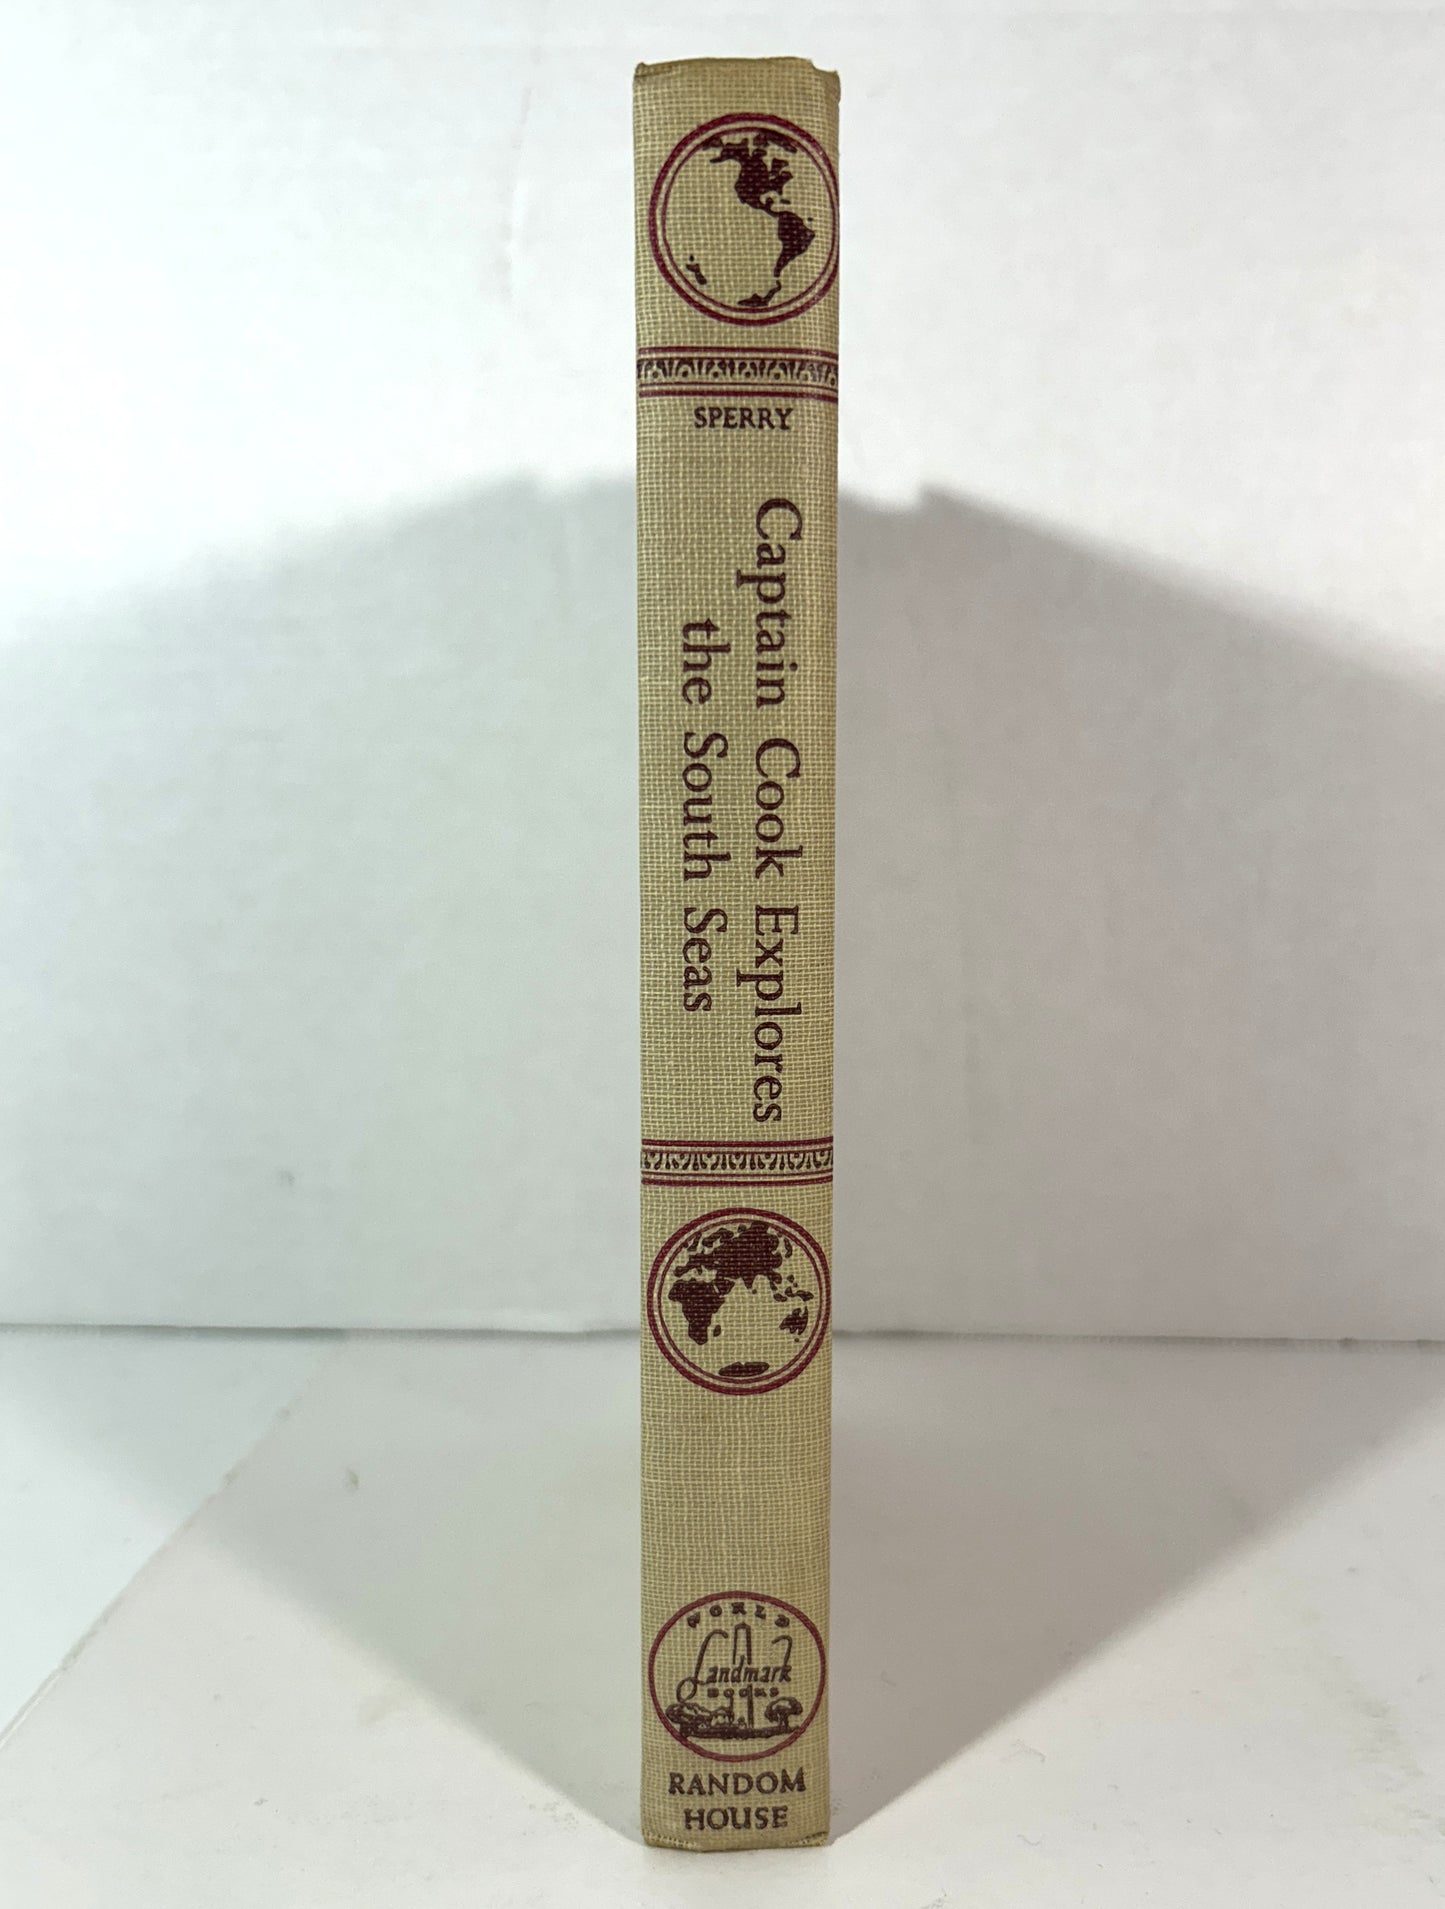 SPERRY
Captain Cook Explores
the South Seas
WORLD
Landmark
BOOKS
RANDOM
HOUSE